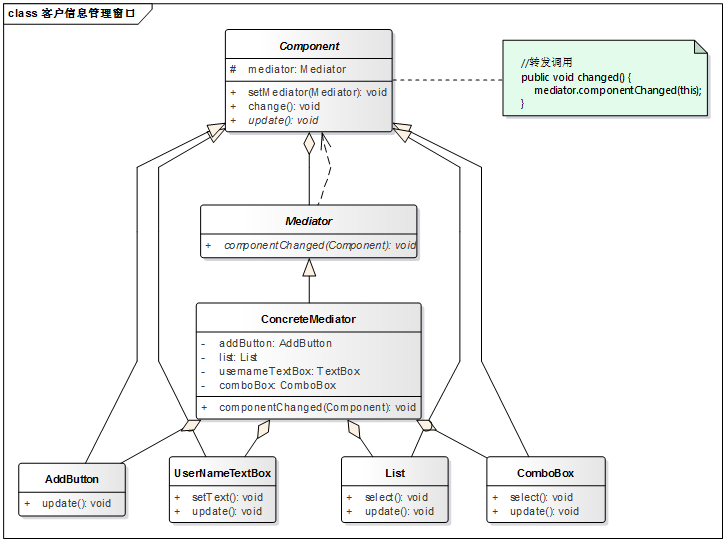 class 客户信息管理窗口
Component
# mediator: Mediator
+ setMediator(Mediator): void
+ change(): void
+ update(): void
//转发调用
public void changed() {
mediator.componentChanged(this);
}
Mediator
+ componentChanged(Component): void
ConcreteMediator
- addButton: AddButton
- list: List
- usernameTextBox: TextBox
- comboBox: ComboBox
+ componentChanged(Component): void
AddButton
+ update(): void
UserNameTextBox
+ setText(): void
+ update(): void
List
+ select(): void
+ update(): void
ComboBox
+ select(): void
+ update(): void